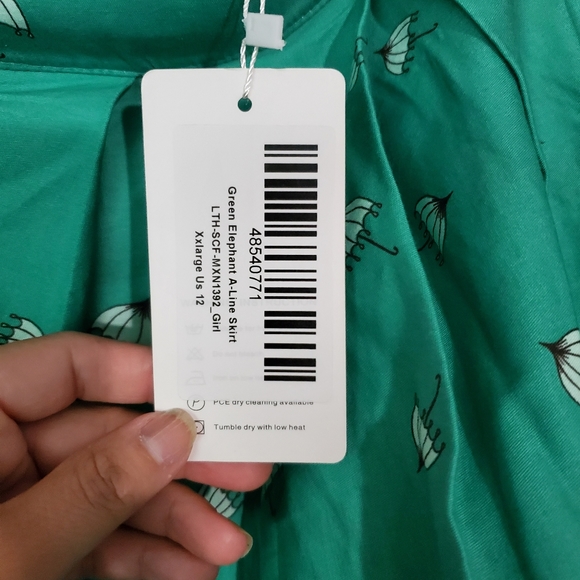 48540771
Green Elephant A-Line Skirt
LTH-SCF-MXN1392_Girl
Xxlarge Us 12
PCE dry cleaning available
Tumble dry with low heat